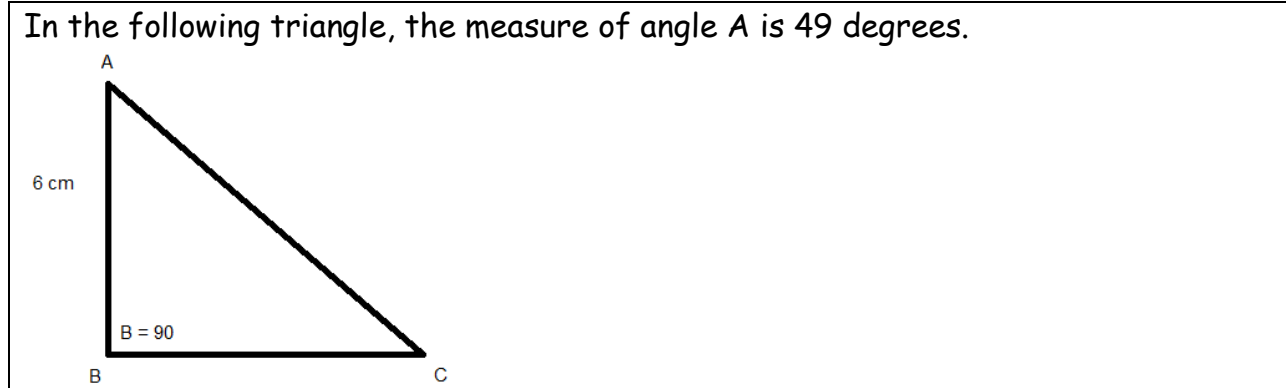 In the following triangle, the measure of angle A is 49 degrees.
A
6 cm
B = 90
B
C